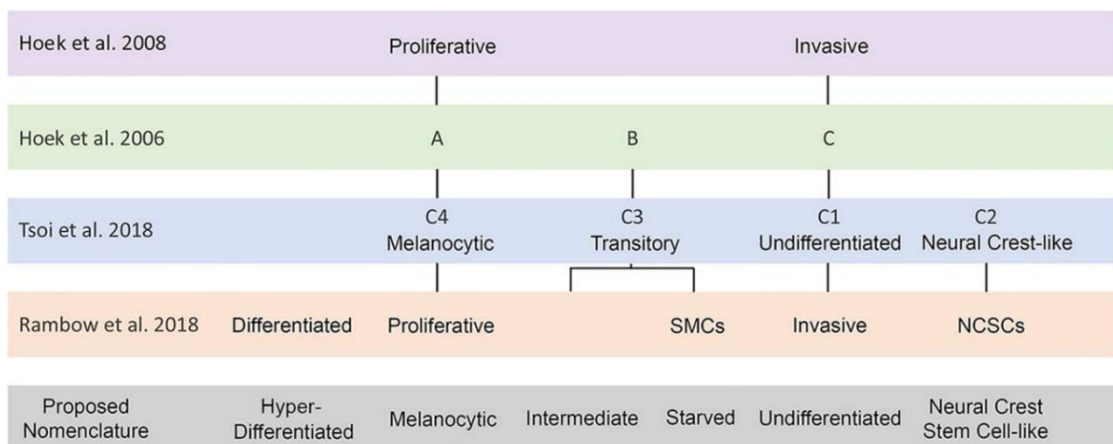 Hoek et al. 2008 Proliferative Invasive
Hoek et al. 2006 A B C
C4 C3 C1 C2
Tsoi et al. 2018
Melanocytic Transitory Undifferentiated Neural Crest-like
Rambow et al. 2018 Differentiated Proliferative SMCs Invasive NCSCs
Proposed Hyper- Neural Crest
Melanocytic Intermediate Starved Undifferentiated
Nomenclature Differentiated Stem Cell-like